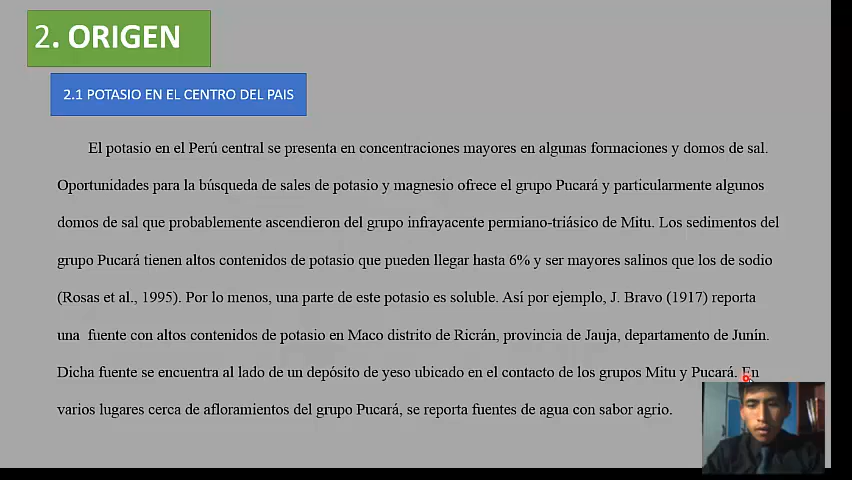 2. ORIGEN
2.1 POTASIO EN EL CENTRO DEL PAIS
El potasio en el Perú central se presenta en concentraciones mayores en algunas formaciones y domos de sal.
Oportunidades para la búsqueda de sales de potasio y magnesio ofrece el grupo Pucará y particularmente algunos
domos de sal que probablemente ascendieron del grupo infrayacente permiano-triásico de Mitu. Los sedimentos del
grupo Pucará tienen altos contenidos de potasio que pueden llegar hasta 6% y ser mayores salinos que los de sodio
(Rosas et al., 1995). Por lo menos, una parte de este potasio es soluble. Así por ejemplo, J. Bravo (1917) reporta
una fuente con altos contenidos de potasio en Maco distrito de Ricrán, provincia de Jauja, departamento de Junín.
Dicha fuente se encuentra al lado de un depósito de yeso ubicado en el contacto de los grupos Mitu y Pucará. En
varios lugares cerca de afloramientos del grupo Pucará, se reporta fuentes de agua con sabor agrio.